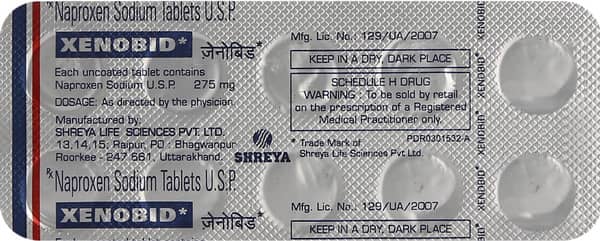 ℞ Naproxen Sodium Tablets U.S.P.
XENOBID* ज़ेनोबिड*
Each uncoated tablet contains
Naproxen Sodium U.S.P. 275 mg
DOSAGE: As directed by the physician.
Manufactured by:
SHREYA LIFE SCIENCES PVT. LTD.
13,14,15, Raipur, PO : Bhagwanpur
Roorkee - 247 661, Uttarakhand.
SHREYA
Mfg. Lic. No.: 129/UA/2007
KEEP IN A DRY, DARK PLACE
SCHEDULE H DRUG
WARNING : To be sold by retail
on the prescription of a Registered
Medical Practitioner only.
PDR0301532-A
* Trade Mark of
Shreya Life Sciences Pvt Ltd.
XENOBID*
XENOBID*
XENOBID*
℞ Naproxen Sodium Tablets U.S.P.
XENOBID* ज़ेनोबिड*
Mfg. Lic. No.: 129/UA/2007
KEEP IN A DRY, DARK PLACE